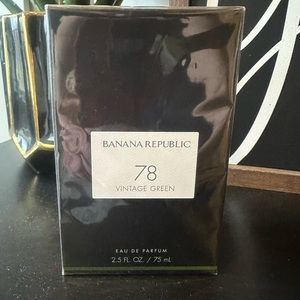 BANANA REPUBLIC
78
VINTAGE GREEN
EAU DE PARFUM
2.5 FL. OZ. / 75 mL